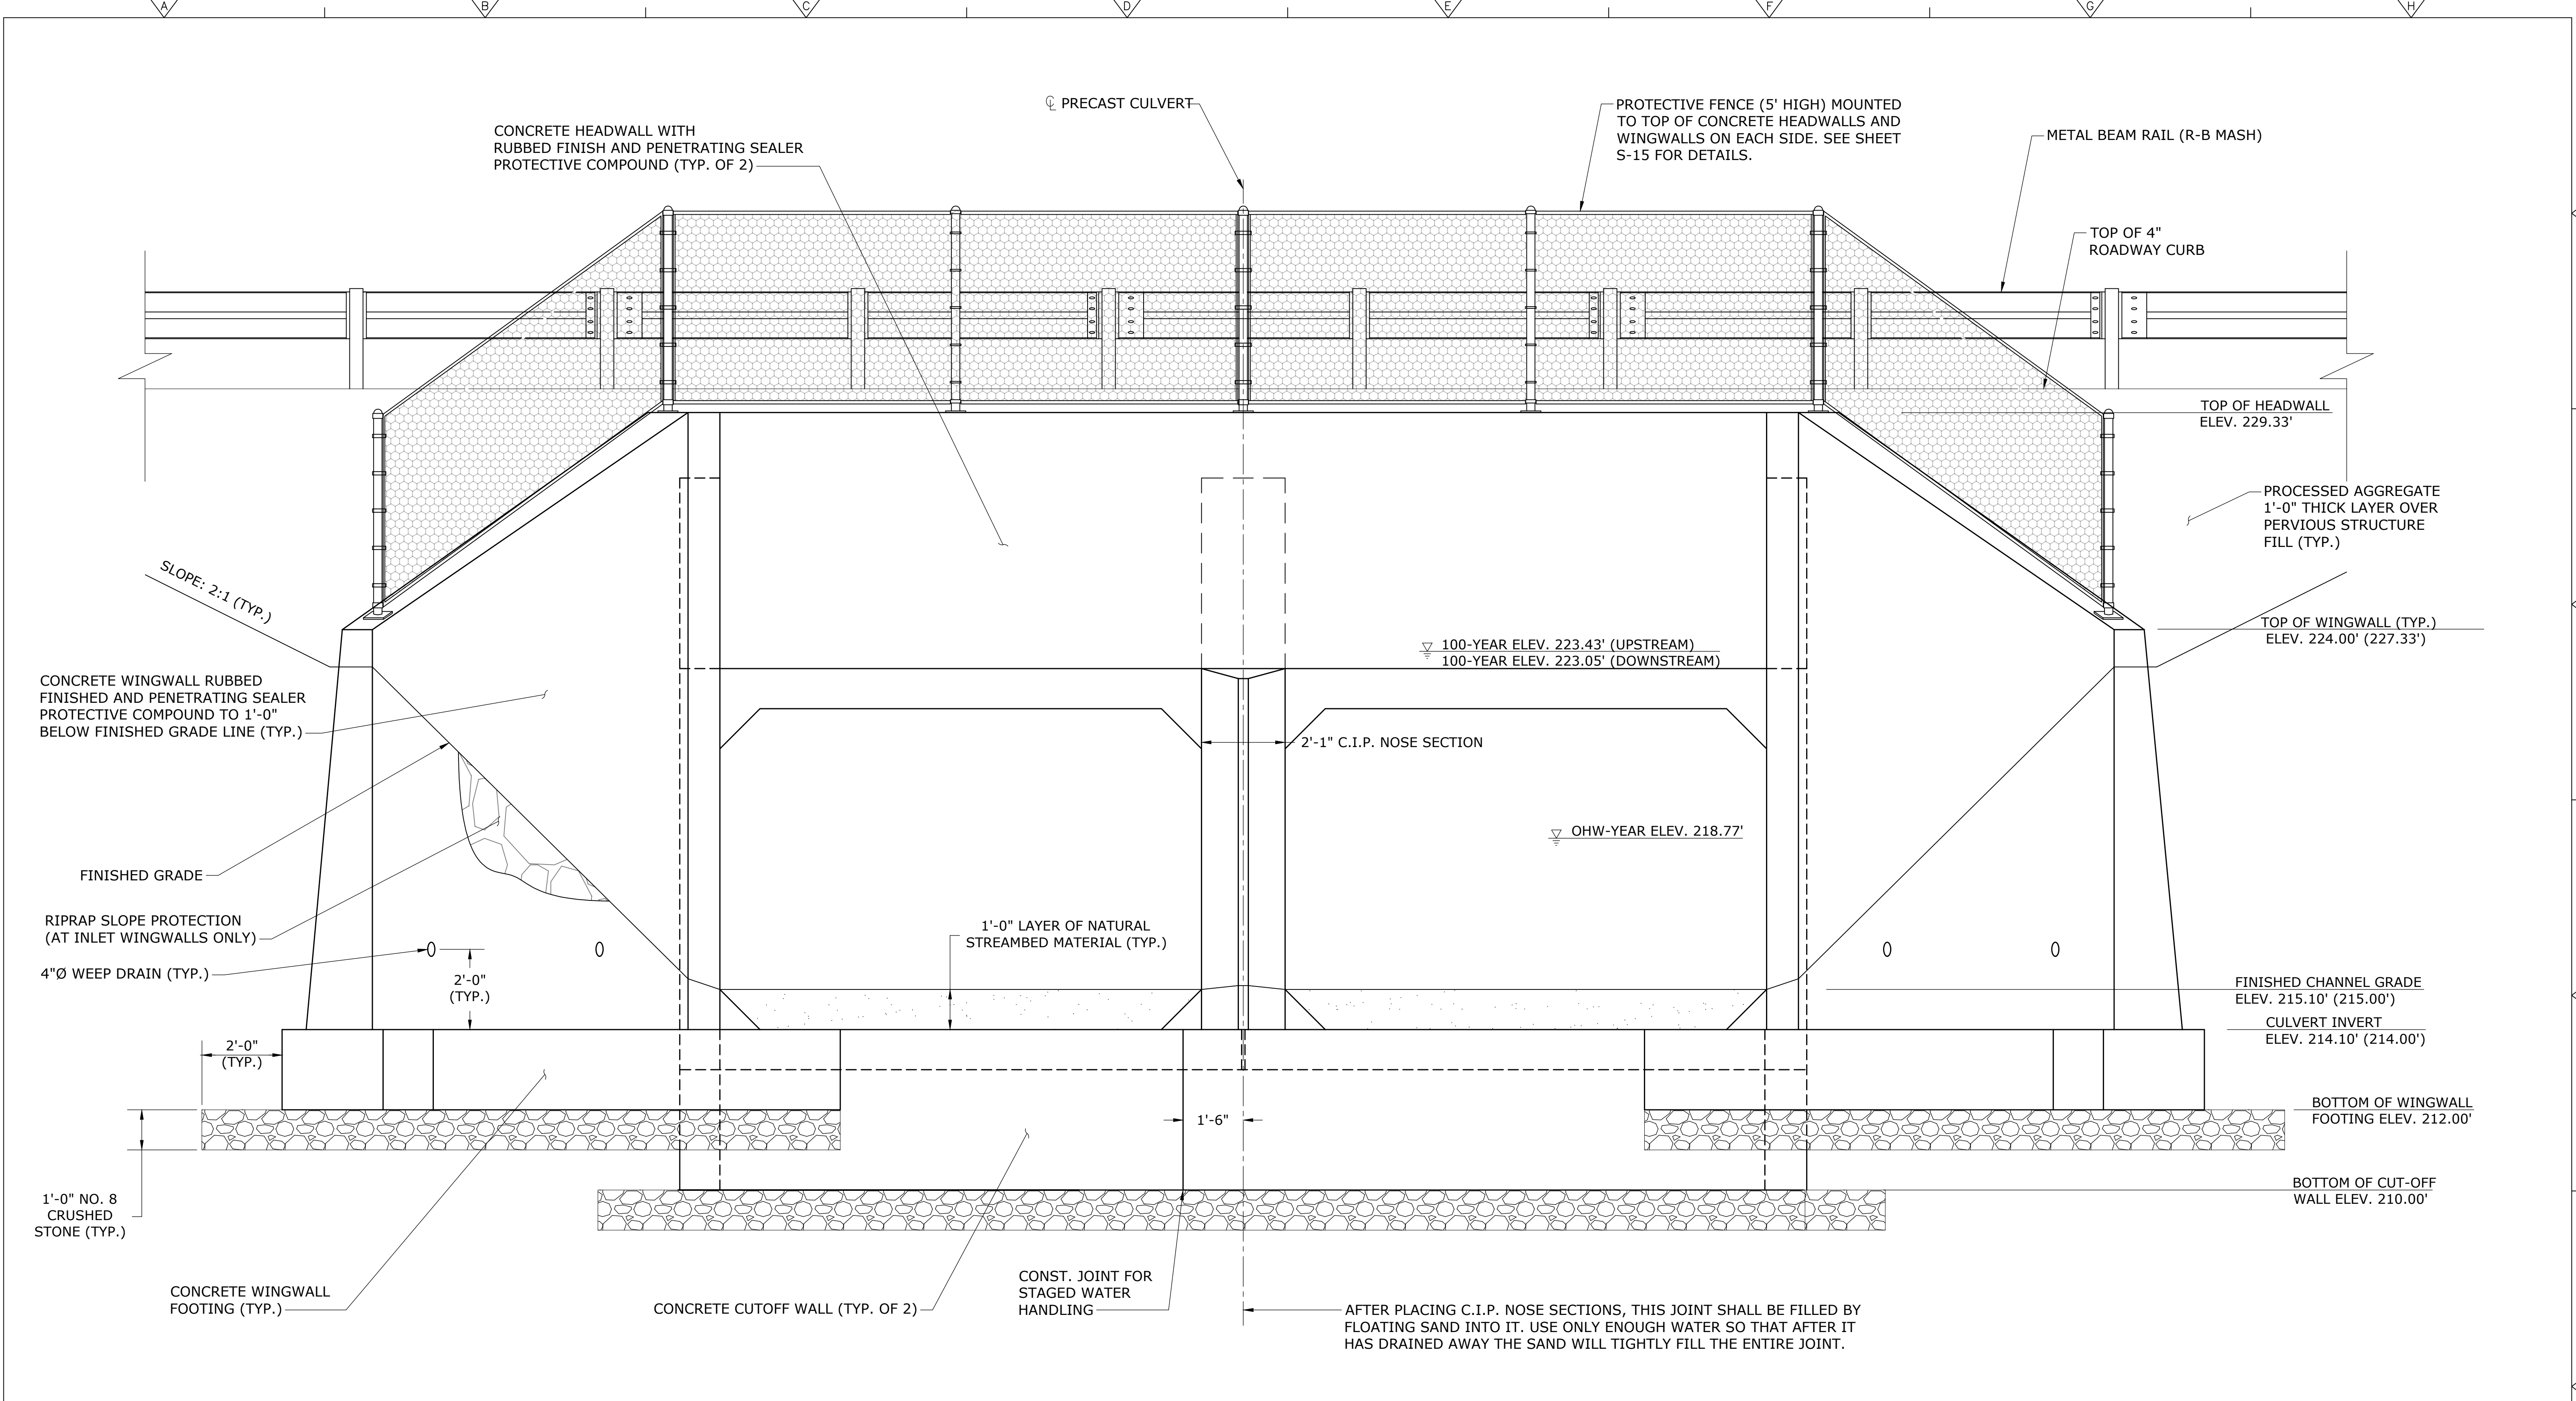 A B C D E F G H
℄ PRECAST CULVERT
PROTECTIVE FENCE (5' HIGH) MOUNTED
TO TOP OF CONCRETE HEADWALLS AND
WINGWALLS ON EACH SIDE. SEE SHEET
S-15 FOR DETAILS.
CONCRETE HEADWALL WITH
RUBBED FINISH AND PENETRATING SEALER
PROTECTIVE COMPOUND (TYP. OF 2)
METAL BEAM RAIL (R-B MASH)
TOP OF 4"
ROADWAY CURB
TOP OF HEADWALL
ELEV. 229.33'
PROCESSED AGGREGATE
1'-0" THICK LAYER OVER
PERVIOUS STRUCTURE
FILL (TYP.)
SLOPE: 2:1 (TYP.)
TOP OF WINGWALL (TYP.)
ELEV. 224.00' (227.33')
100-YEAR ELEV. 223.43' (UPSTREAM)
100-YEAR ELEV. 223.05' (DOWNSTREAM)
CONCRETE WINGWALL RUBBED
FINISHED AND PENETRATING SEALER
PROTECTIVE COMPOUND TO 1'-0"
BELOW FINISHED GRADE LINE (TYP.)
2'-1" C.I.P. NOSE SECTION
OHW-YEAR ELEV. 218.77'
FINISHED GRADE
RIPRAP SLOPE PROTECTION
(AT INLET WINGWALLS ONLY)
1'-0" LAYER OF NATURAL
STREAMBED MATERIAL (TYP.)
4"Ø WEEP DRAIN (TYP.)
2'-0"
(TYP.)
FINISHED CHANNEL GRADE
ELEV. 215.10' (215.00')
CULVERT INVERT
ELEV. 214.10' (214.00')
2'-0"
(TYP.)
BOTTOM OF WINGWALL
FOOTING ELEV. 212.00'
1'-6"
BOTTOM OF CUT-OFF
WALL ELEV. 210.00'
1'-0" NO. 8
CRUSHED
STONE (TYP.)
CONCRETE WINGWALL
FOOTING (TYP.)
CONCRETE CUTOFF WALL (TYP. OF 2)
CONST. JOINT FOR
STAGED WATER
HANDLING
AFTER PLACING C.I.P. NOSE SECTIONS, THIS JOINT SHALL BE FILLED BY
FLOATING SAND INTO IT. USE ONLY ENOUGH WATER SO THAT AFTER IT
HAS DRAINED AWAY THE SAND WILL TIGHTLY FILL THE ENTIRE JOINT.